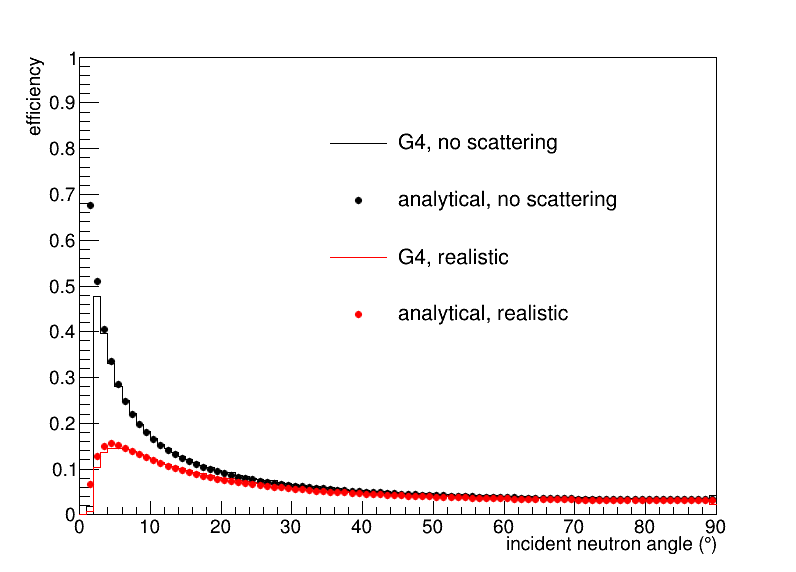 efficiency
1
0.9
0.8
0.7
0.6
0.5
0.4
0.3
0.2
0.1
0
G4, no scattering
analytical, no scattering
G4, realistic
analytical, realistic
0 10 20 30 40 50 60 70 80 90
incident neutron angle (°)